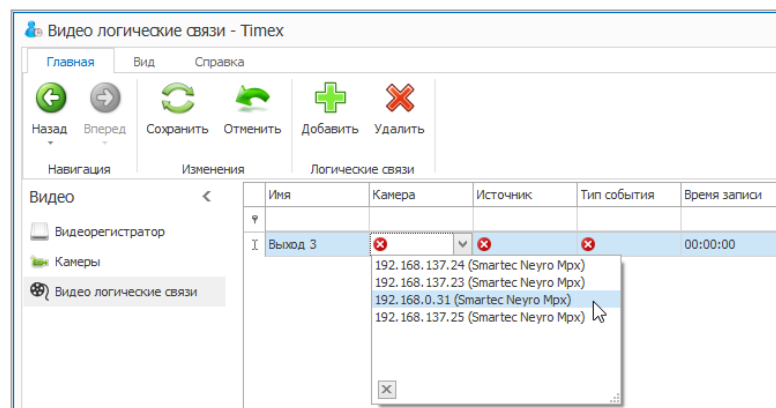 Видео логические связи - Timex
Главная Вид Справка
Назад Вперед Сохранить Отменить Добавить Удалить
Навигация Изменения Логические связи
Видео
Имя Камера Источник Тип события Время записи
Видеорегистратор
Выход 3 00:00:00
Камеры
192.168.137.24 (Smartec Neyro Mpx)
192.168.137.23 (Smartec Neyro Mpx)
Видео логические связи
192.168.0.31 (Smartec Neyro Mpx)
192.168.137.25 (Smartec Neyro Mpx)